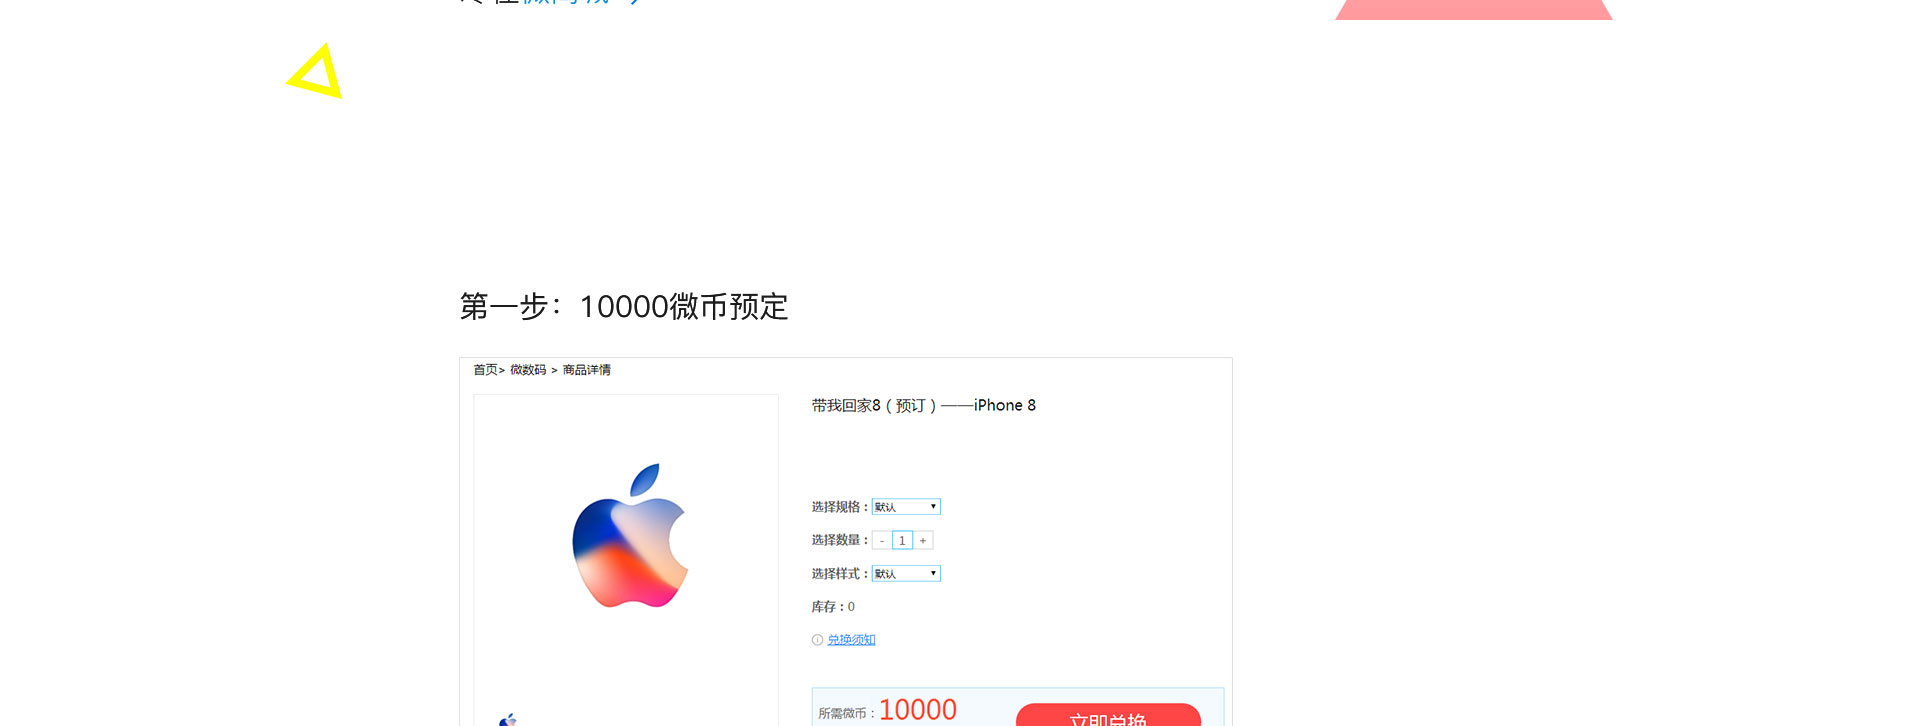 第一步：10000微币预定
首页> 微数码 > 商品详情
带我回家8（预订）——iPhone 8
选择规格：默认
选择数量：- 1 +
选择样式：默认
库存：0
兑换须知
所需微币：10000
立即兑换